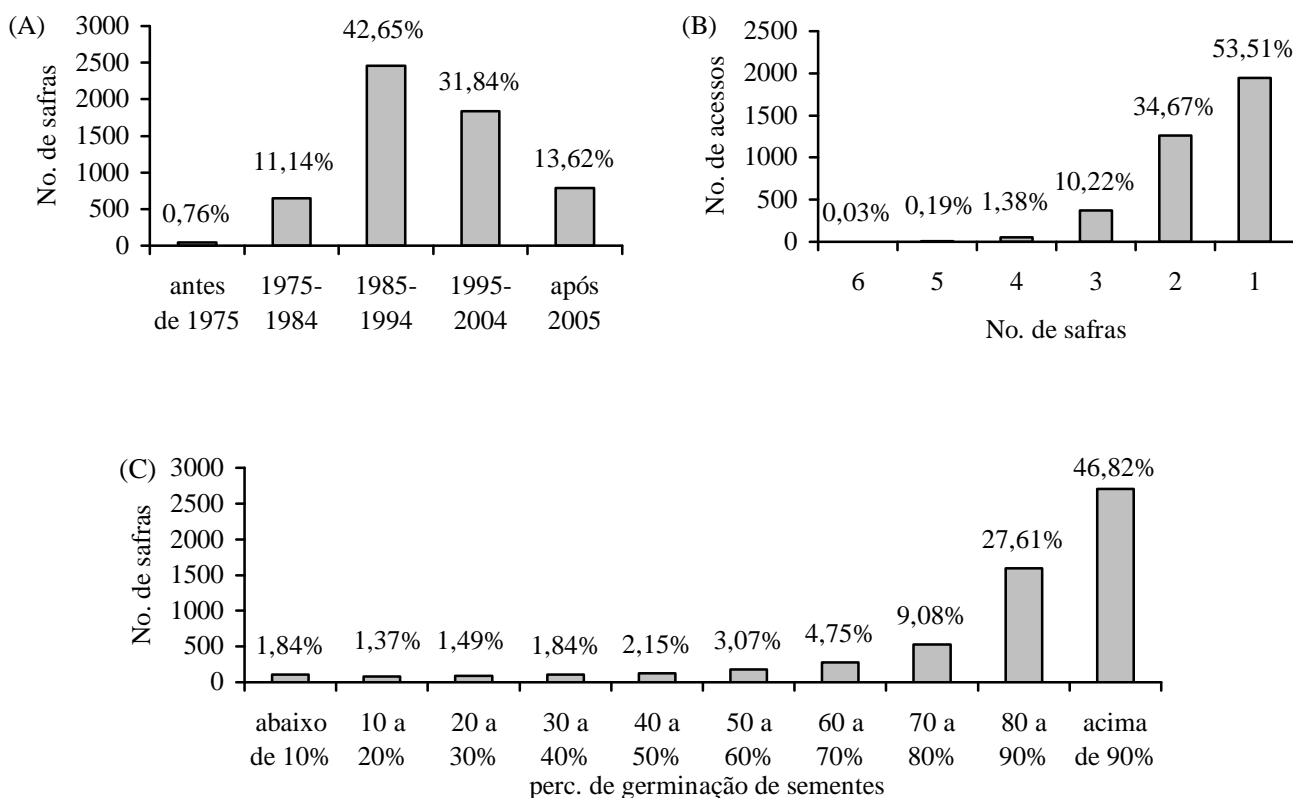 (A)
No. de safras
3000
2500
2000
1500
1000
500
0
0,76%
11,14%
42,65%
31,84%
13,62%
antes de 1975
1975-1984
1985-1994
1995-2004
após 2005
(B)
No. de acessos
2500
2000
1500
1000
500
0
0,03%
0,19%
1,38%
10,22%
34,67%
53,51%
6 5 4 3 2 1
No. de safras
(C)
No. de safras
3000
2500
2000
1500
1000
500
0
1,84%
1,37%
1,49%
1,84%
2,15%
3,07%
4,75%
9,08%
27,61%
46,82%
abaixo de 10%
10 a 20%
20 a 30%
30 a 40%
40 a 50%
50 a 60%
60 a 70%
70 a 80%
80 a 90%
acima de 90%
perc. de germinação de sementes